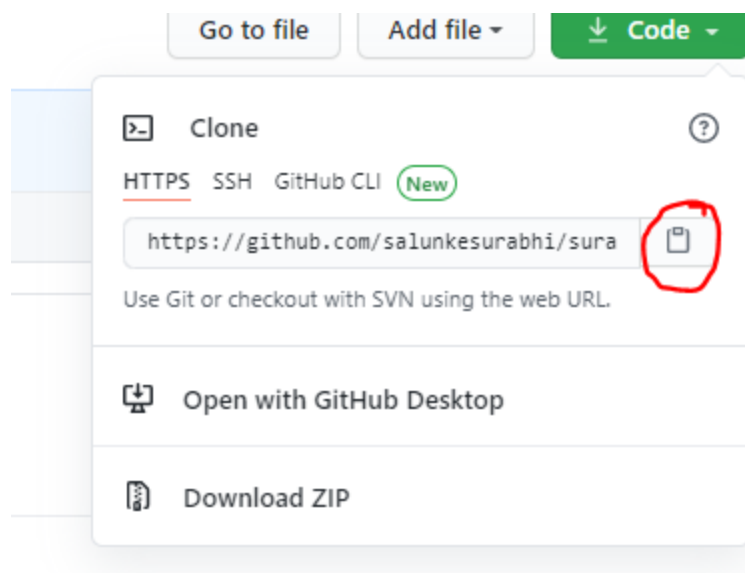 Go to file Add file Code
Clone
HTTPS SSH GitHub CLI New
https://github.com/salunkesurabhi/sura
Use Git or checkout with SVN using the web URL.
Open with GitHub Desktop
Download ZIP